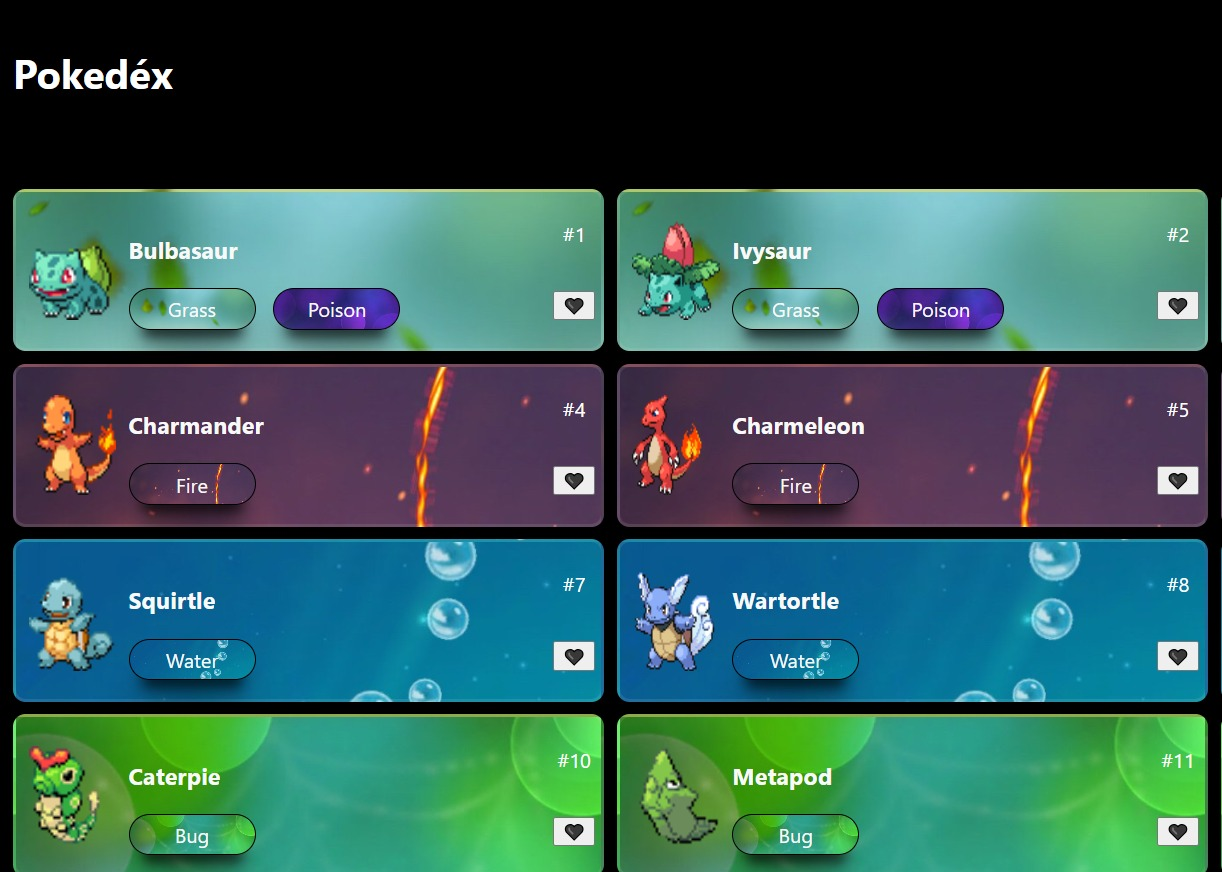 Pokedéx
Bulbasaur
#1
Grass
Poison
Ivysaur
#2
Grass
Poison
Charmander
#4
Fire
Charmeleon
#5
Fire
Squirtle
#7
Water
Wartortle
#8
Water
Caterpie
#10
Bug
Metapod
#11
Bug